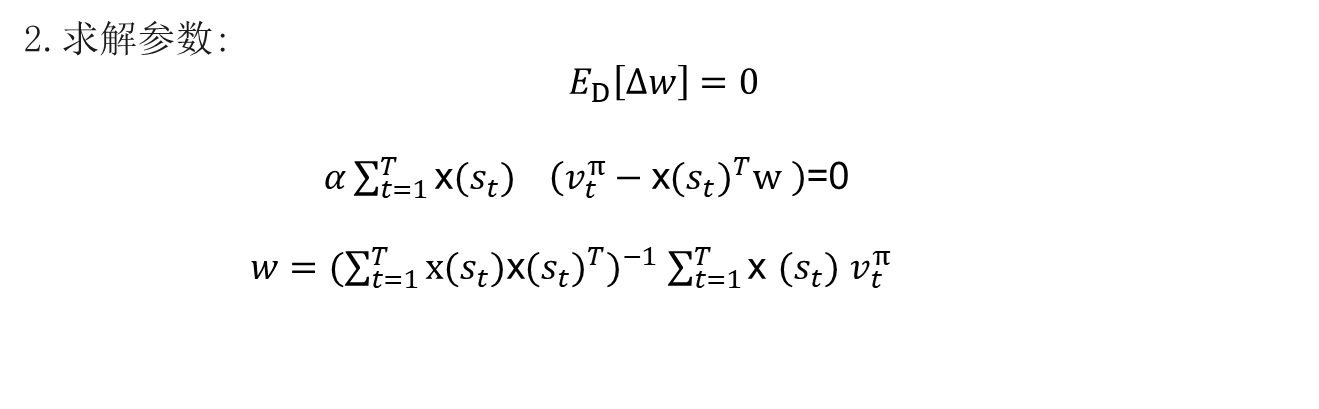 2. 求解参数:
E_D[Δw] = 0
α ∑_{t=1}^{T} x(s_t) (v_t^π − x(s_t)^T w )=0
w = (∑_{t=1}^{T} x(s_t)x(s_t)^T)^{−1} ∑_{t=1}^{T} x (s_t) v_t^π